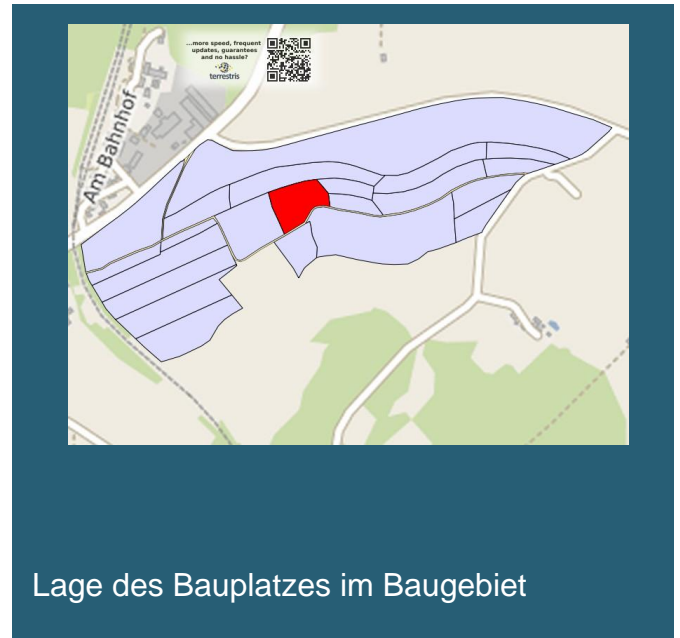 ...more speed, frequent
updates, guarantees
and no hassle?
terrestris
Am Bahnhof
Lage des Bauplatzes im Baugebiet